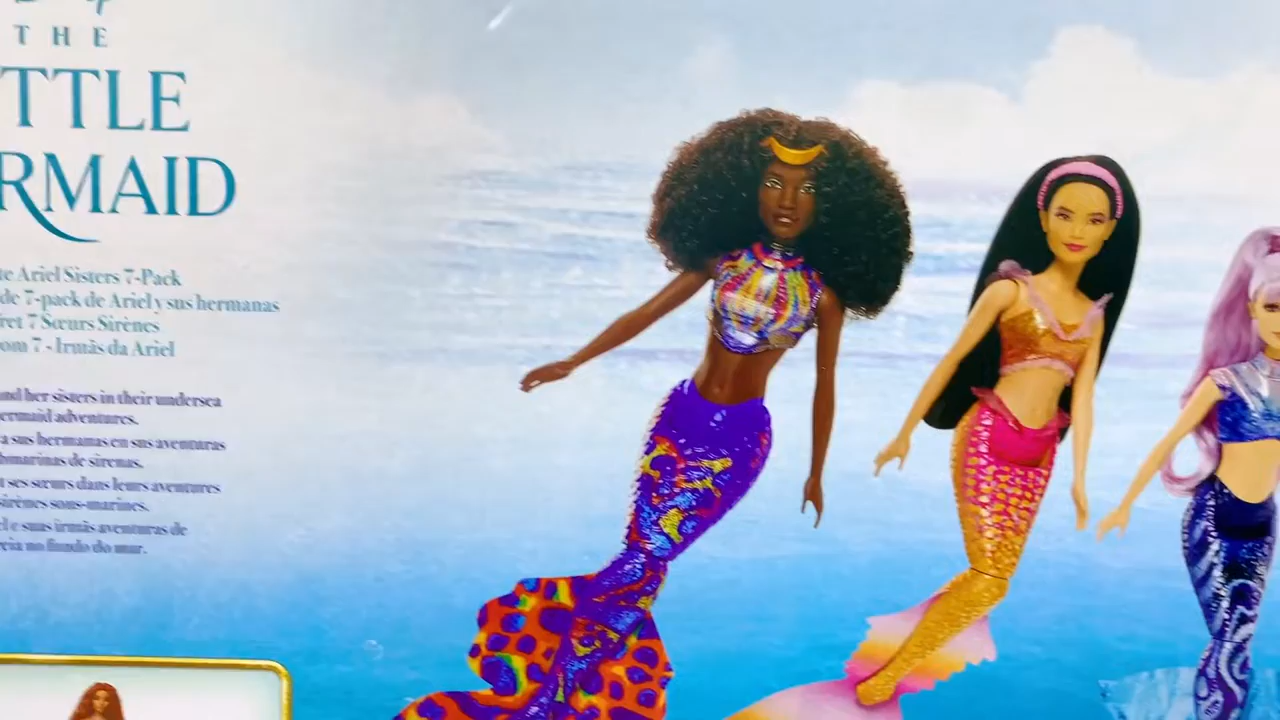 THE
TTLE
RMAID
te Ariel Sisters 7-Pack
de 7-pack de Ariel y sus hermanas
ret 7 Sœurs Sirènes
om 7 - Irmãs da Ariel
and her sisters in their undersea
ermaid adventures.
a sus hermanas en sus aventuras
bmarinas de sirenas.
t ses sœurs dans leurs aventures
sirènes sous-marines.
el e suas irmãs aventuras de
reia no fundo do mar.